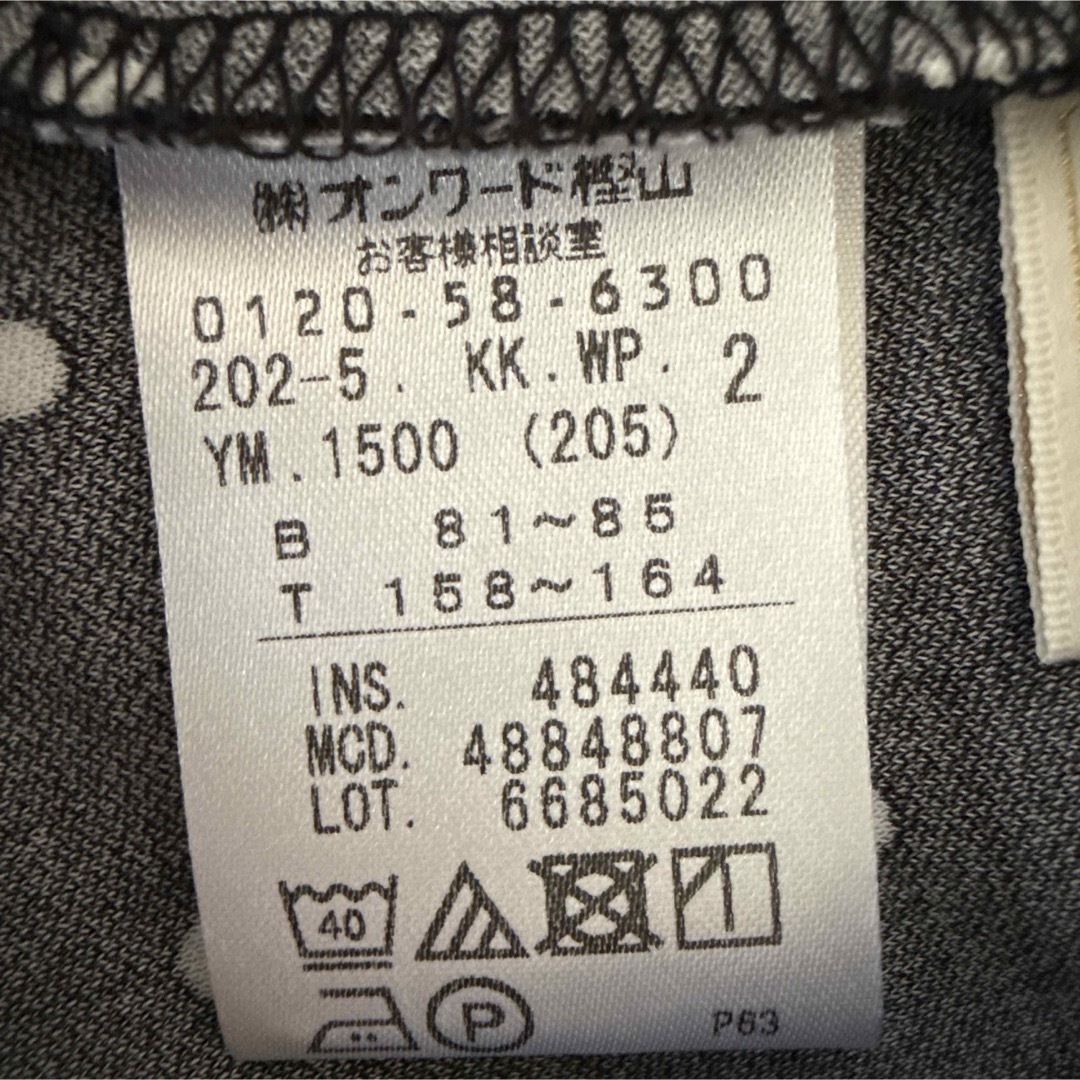 ㈱オンワード樫山
お客様相談室
0120-58-6300
202-5. KK.WP. 2
YM.1500 (205)
B 81~85
T 158~164
INS. 484440
MCD. 48848807
LOT. 6685022
40
P
P63